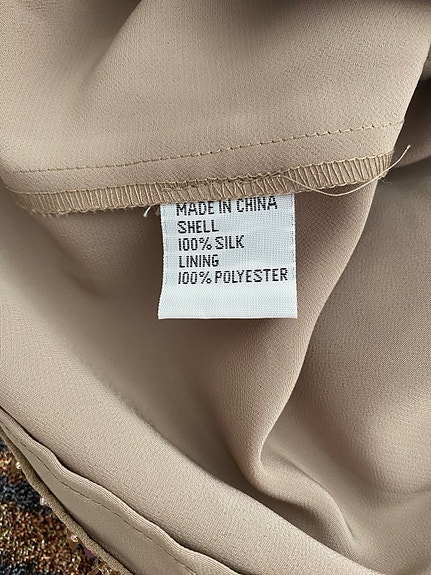 MADE IN CHINA
SHELL
100% SILK
LINING
100% POLYESTER